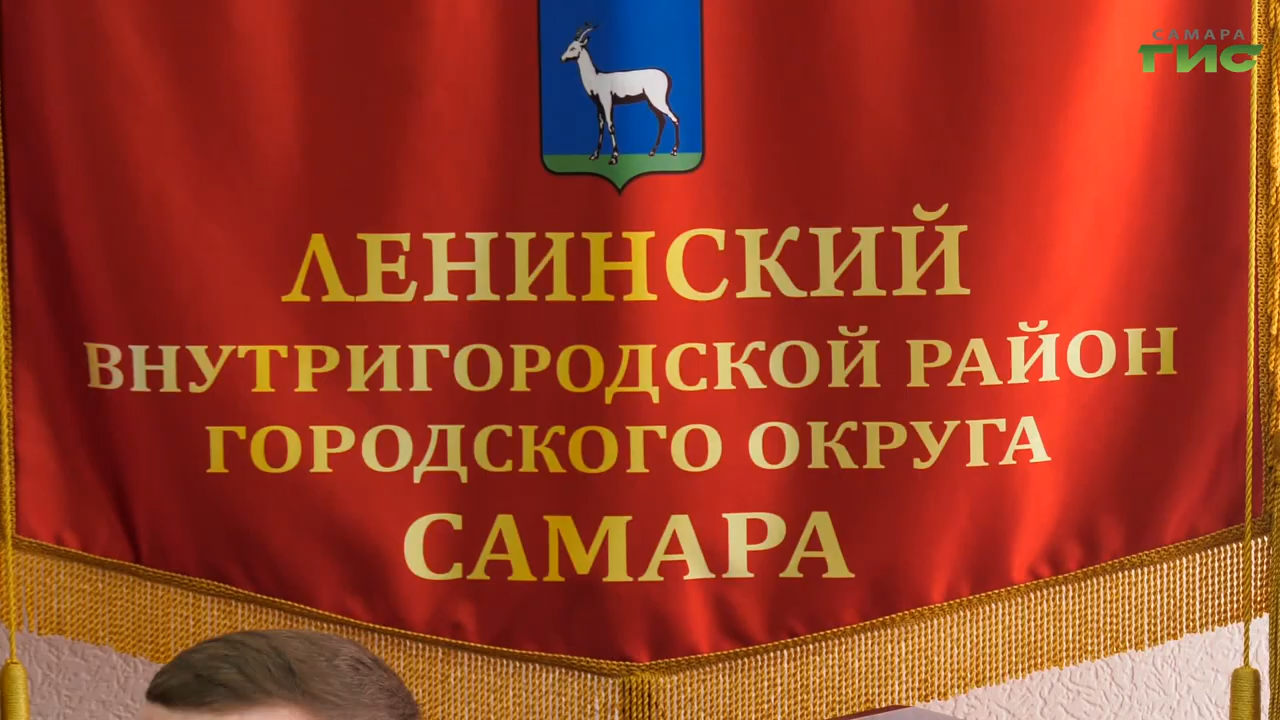 САМАРА
ГИС
ЛЕНИНСКИЙ
ВНУТРИГОРОДСКОЙ РАЙОН
ГОРОДСКОГО ОКРУГА
САМАРА